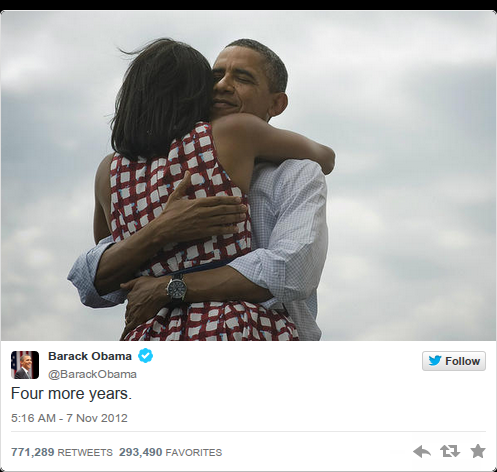 Barack Obama
Follow
@BarackObama
Four more years.
5:16 AM - 7 Nov 2012
771,289 RETWEETS 293,490 FAVORITES